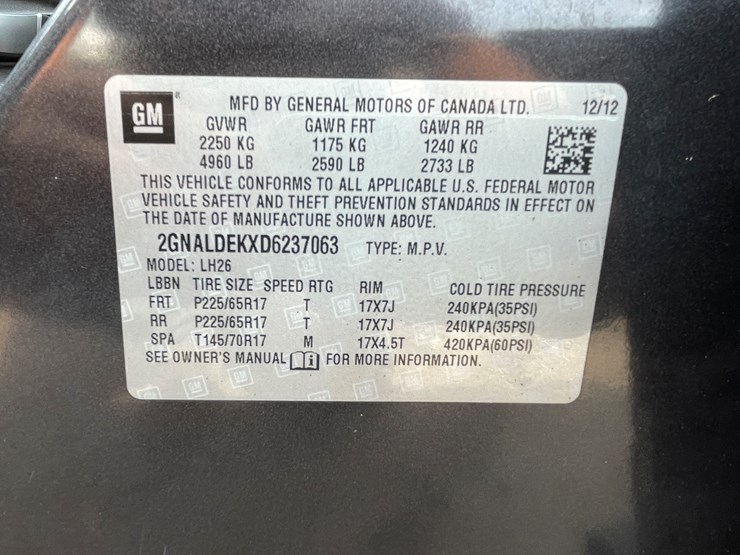 GM
MFD BY GENERAL MOTORS OF CANADA LTD. 12/12
GVWR GAWR FRT GAWR RR
2250 KG 1175 KG 1240 KG
4960 LB 2590 LB 2733 LB
THIS VEHICLE CONFORMS TO ALL APPLICABLE U.S. FEDERAL MOTOR
VEHICLE SAFETY AND THEFT PREVENTION STANDARDS IN EFFECT ON
THE DATE OF MANUFACTURE SHOWN ABOVE.
2GNALDEKXD6237063 TYPE: M.P.V.
MODEL: LH26
LBBN TIRE SIZE SPEED RTG RIM COLD TIRE PRESSURE
FRT P225/65R17 T 17X7J 240KPA(35PSI)
RR P225/65R17 T 17X7J 240KPA(35PSI)
SPA T145/70R17 M 17X4.5T 420KPA(60PSI)
SEE OWNER'S MANUAL i FOR MORE INFORMATION.